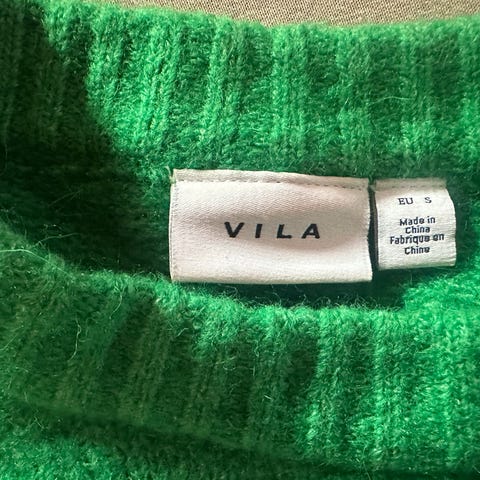 VILA
EU S
Made in
China
Fabriqué en
Chine